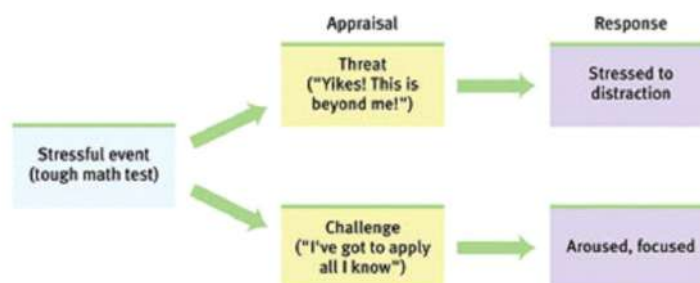 Appraisal
Response
Threat
("Yikes! This is
beyond me!")
Stressed to
distraction
Stressful event
(tough math test)
Challenge
("I've got to apply
all I know")
Aroused, focused